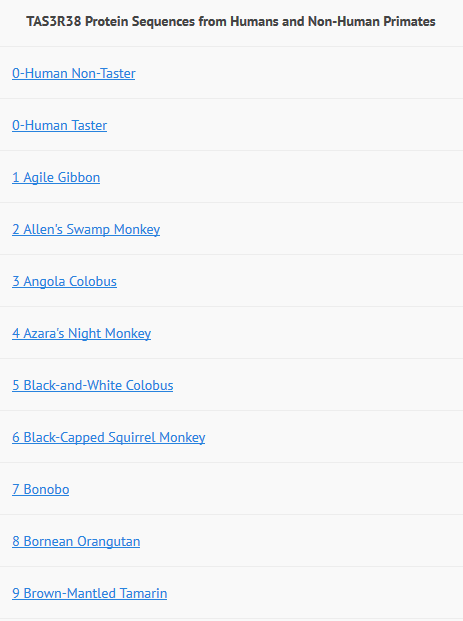 TAS3R38 Protein Sequences from Humans and Non-Human Primates
0-Human Non-Taster
0-Human Taster
1 Agile Gibbon
2 Allen's Swamp Monkey
3 Angola Colobus
4 Azara's Night Monkey
5 Black-and-White Colobus
6 Black-Capped Squirrel Monkey
7 Bonobo
8 Bornean Orangutan
9 Brown-Mantled Tamarin